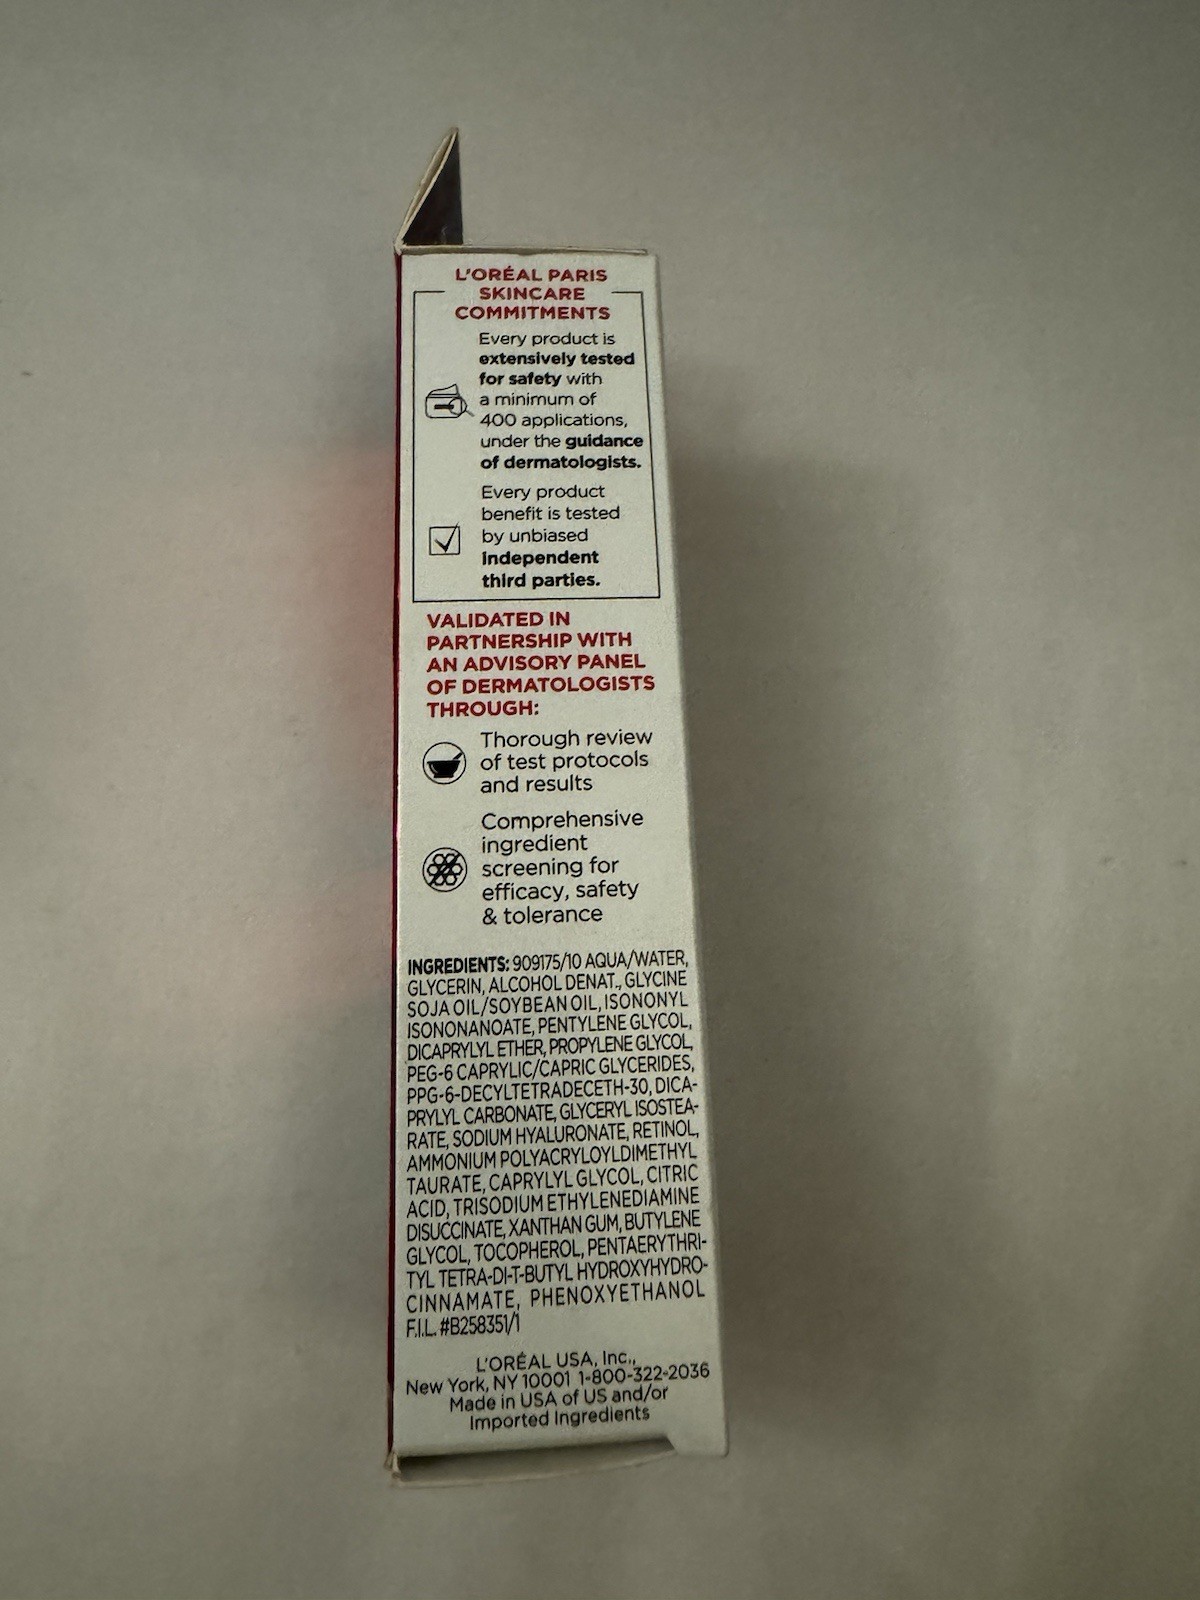 L'ORÉAL PARIS
SKINCARE
COMMITMENTS
Every product is
extensively tested
for safety with
a minimum of
400 applications,
under the guidance
of dermatologists.
Every product
benefit is tested
by unbiased
independent
third parties.
VALIDATED IN
PARTNERSHIP WITH
AN ADVISORY PANEL
OF DERMATOLOGISTS
THROUGH:
Thorough review
of test protocols
and results
Comprehensive
ingredient
screening for
efficacy, safety
& tolerance
INGREDIENTS: 909175/10 AQUA/WATER,
GLYCERIN, ALCOHOL DENAT., GLYCINE
SOJA OIL/SOYBEAN OIL, ISONONYL
ISONONANOATE, PENTYLENE GLYCOL,
DICAPRYLYL ETHER, PROPYLENE GLYCOL,
PEG-6 CAPRYLIC/CAPRIC GLYCERIDES,
PPG-6-DECYLTETRADECETH-30, DICA-
PRYLYL CARBONATE, GLYCERYL ISOSTEA-
RATE, SODIUM HYALURONATE, RETINOL,
AMMONIUM POLYACRYLOYLDIMETHYL
TAURATE, CAPRYLYL GLYCOL, CITRIC
ACID, TRISODIUM ETHYLENEDIAMINE
DISUCCINATE, XANTHAN GUM, BUTYLENE
GLYCOL, TOCOPHEROL, PENTAERYTHRI-
TYL TETRA-DI-T-BUTYL HYDROXYHYDRO-
CINNAMATE, PHENOXYETHANOL
F.I.L. #B258351/1
L'ORÉAL USA, Inc.,
New York, NY 10001 1-800-322-2036
Made in USA of US and/or
Imported Ingredients